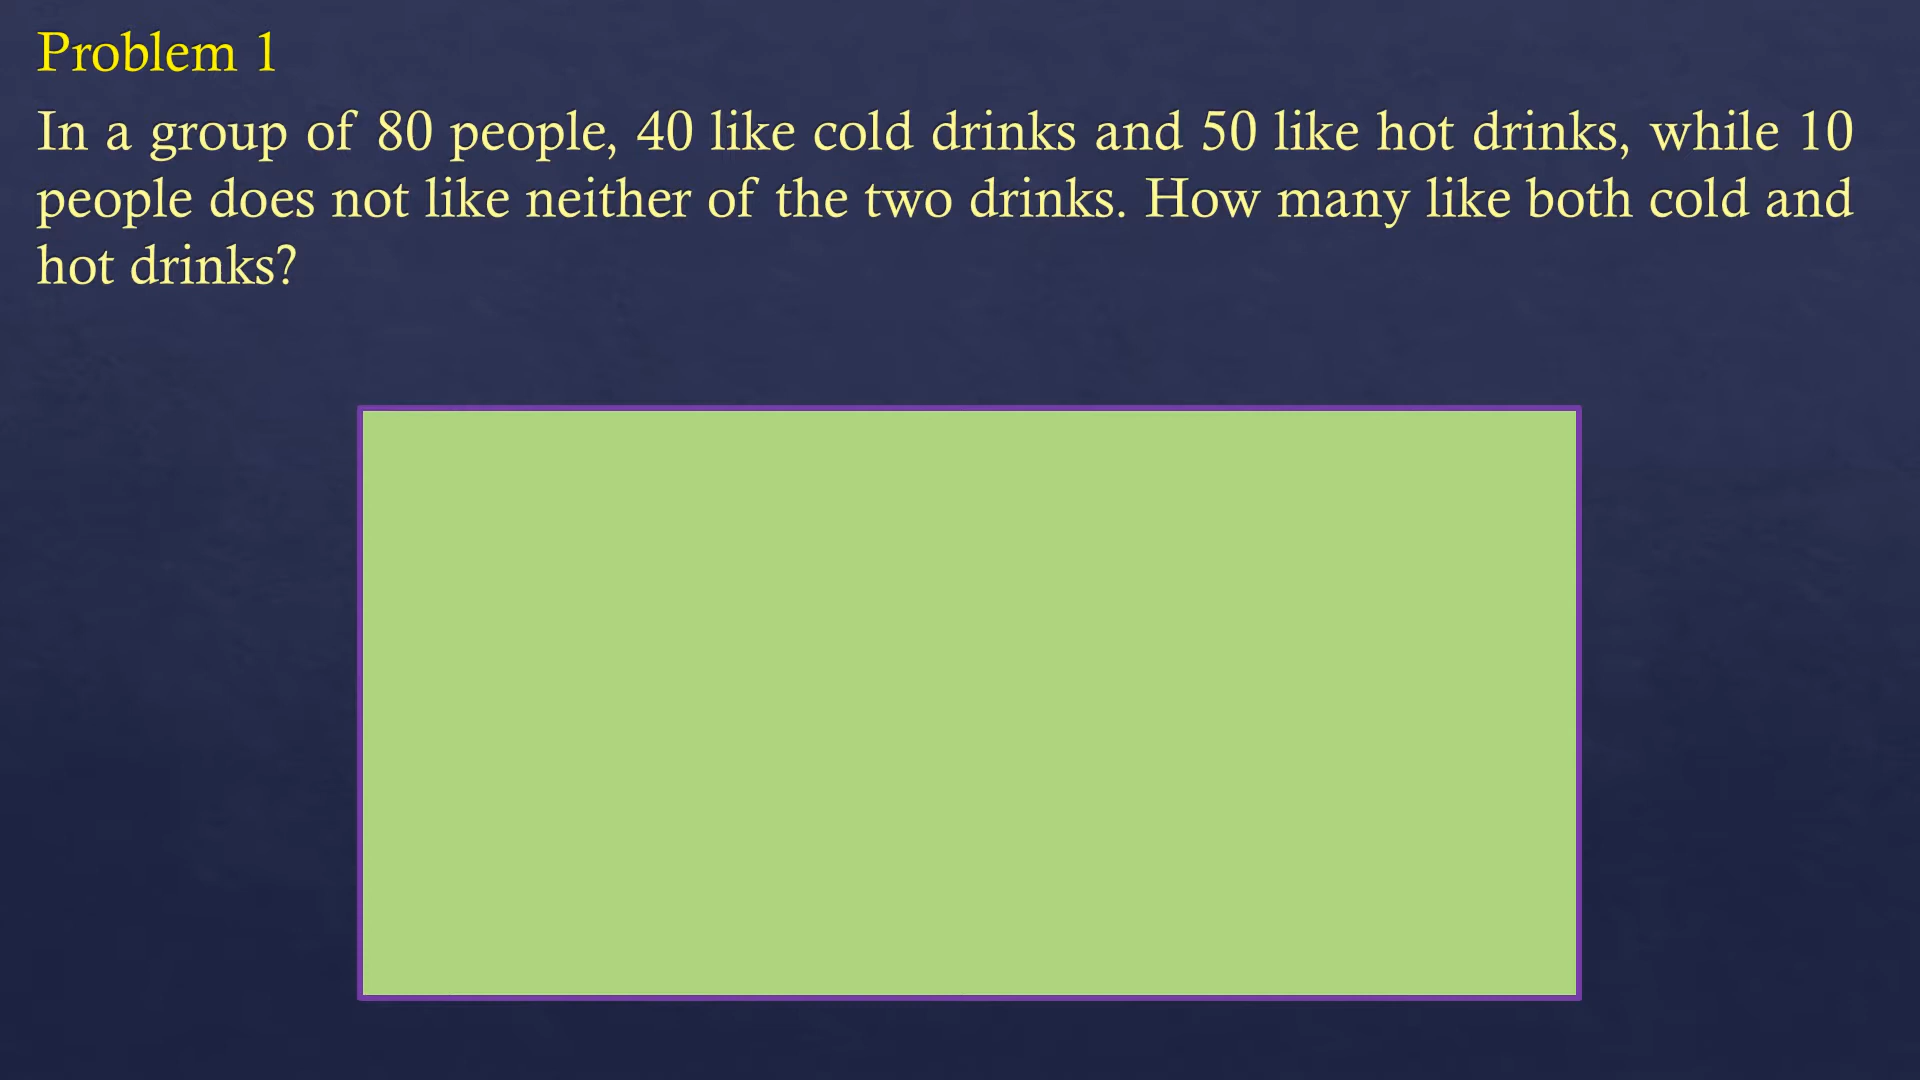 Problem 1
In a group of 80 people, 40 like cold drinks and 50 like hot drinks, while 10
people does not like neither of the two drinks. How many like both cold and
hot drinks?